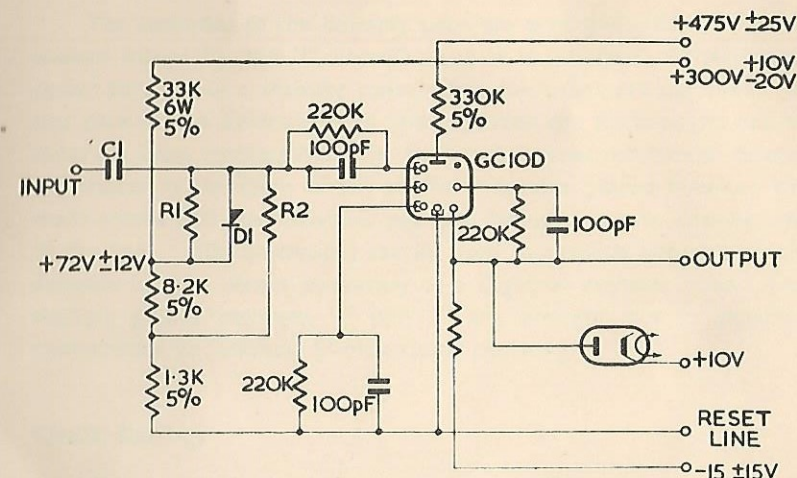 +475V ±25V
+10V
+300V -20V
33K
6W
5%
330K
5%
220K
100pF
GC10D
C1
INPUT
R1
D1
R2
220K
100pF
+72V ±12V
OUTPUT
8.2K
5%
+10V
1.3K
5%
220K
100pF
RESET
LINE
-15 ±15V